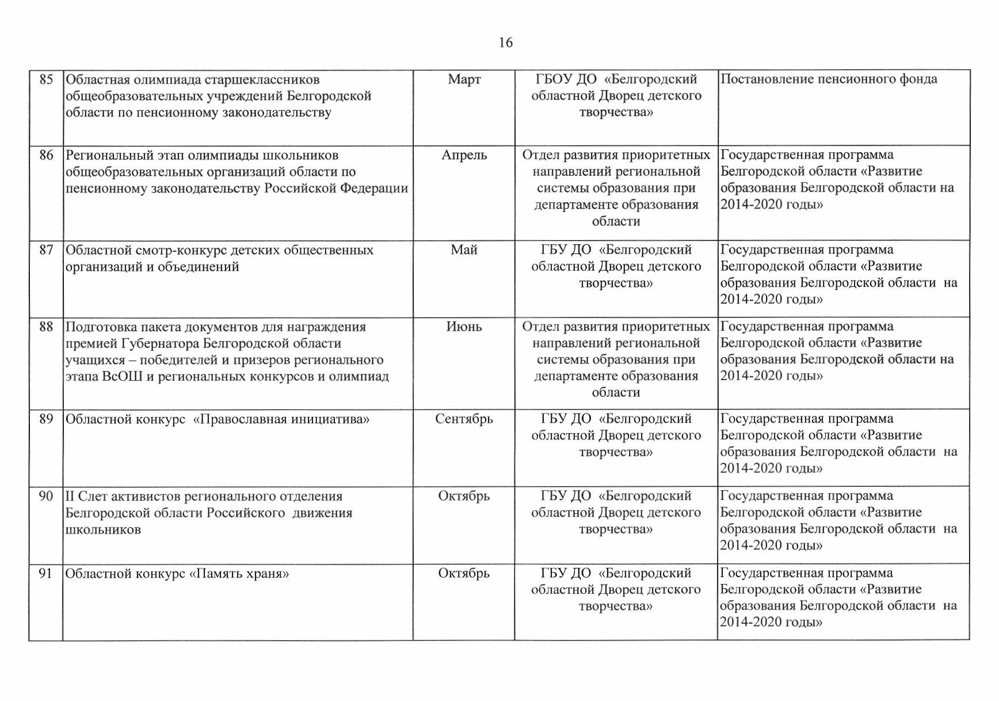 16
85
Областная олимпиада старшеклассников
общеобразовательных учреждений Белгородской
области по пенсионному законодательству
Март
ГБОУ ДО «Белгородский
областной Дворец детского
творчества»
Постановление пенсионного фонда
86
Региональный этап олимпиады школьников
общеобразовательных организаций области по
пенсионному законодательству Российской Федерации
Апрель
Отдел развития приоритетных
направлений региональной
системы образования при
департаменте образования
области
Государственная программа
Белгородской области «Развитие
образования Белгородской области на
2014-2020 годы»
87
Областной смотр-конкурс детских общественных
организаций и объединений
Май
ГБУ ДО «Белгородский
областной Дворец детского
творчества»
Государственная программа
Белгородской области «Развитие
образования Белгородской области на
2014-2020 годы»
88
Подготовка пакета документов для награждения
премией Губернатора Белгородской области
учащихся – победителей и призеров регионального
этапа ВсОШ и региональных конкурсов и олимпиад
Июнь
Отдел развития приоритетных
направлений региональной
системы образования при
департаменте образования
области
Государственная программа
Белгородской области «Развитие
образования Белгородской области на
2014-2020 годы»
89
Областной конкурс «Православная инициатива»
Сентябрь
ГБУ ДО «Белгородский
областной Дворец детского
творчества»
Государственная программа
Белгородской области «Развитие
образования Белгородской области на
2014-2020 годы»
90
II Слет активистов регионального отделения
Белгородской области Российского движения
школьников
Октябрь
ГБУ ДО «Белгородский
областной Дворец детского
творчества»
Государственная программа
Белгородской области «Развитие
образования Белгородской области на
2014-2020 годы»
91
Областной конкурс «Память храня»
Октябрь
ГБУ ДО «Белгородский
областной Дворец детского
творчества»
Государственная программа
Белгородской области «Развитие
образования Белгородской области на
2014-2020 годы»